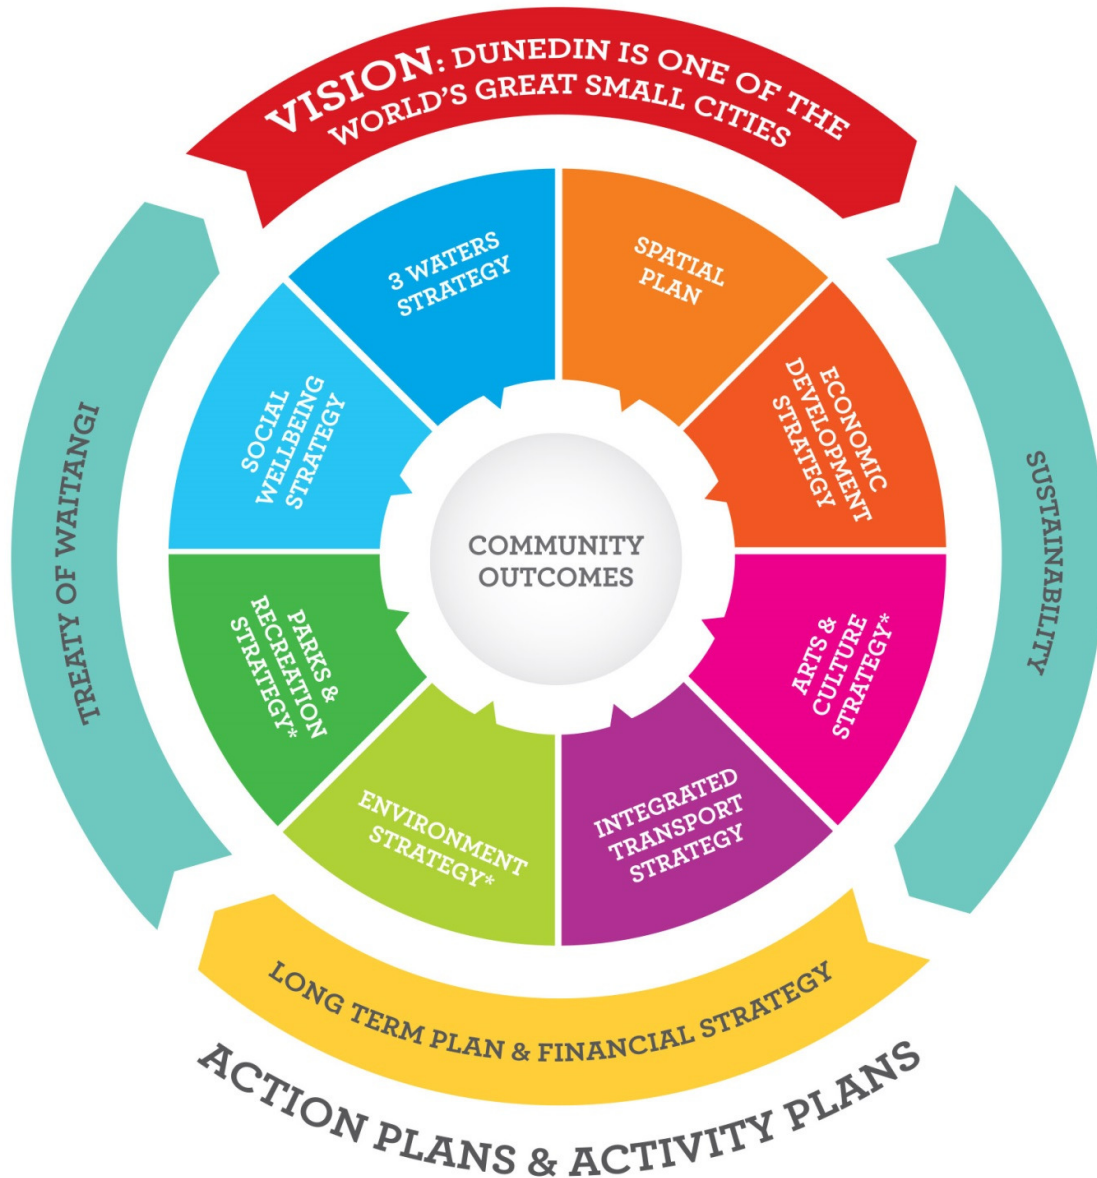 VISION: DUNEDIN IS ONE OF THE
WORLD'S GREAT SMALL CITIES
3 WATERS
STRATEGY
SPATIAL
PLAN
ECONOMIC
DEVELOPMENT
STRATEGY
SOCIAL
WELLBEING
STRATEGY
TREATY OF WAITANGI
SUSTAINABILITY
COMMUNITY
OUTCOMES
ARTS &
CULTURE
STRATEGY*
PARKS &
RECREATION
STRATEGY*
INTEGRATED
TRANSPORT
STRATEGY
ENVIRONMENT
STRATEGY*
LONG TERM PLAN & FINANCIAL STRATEGY
ACTION PLANS & ACTIVITY PLANS